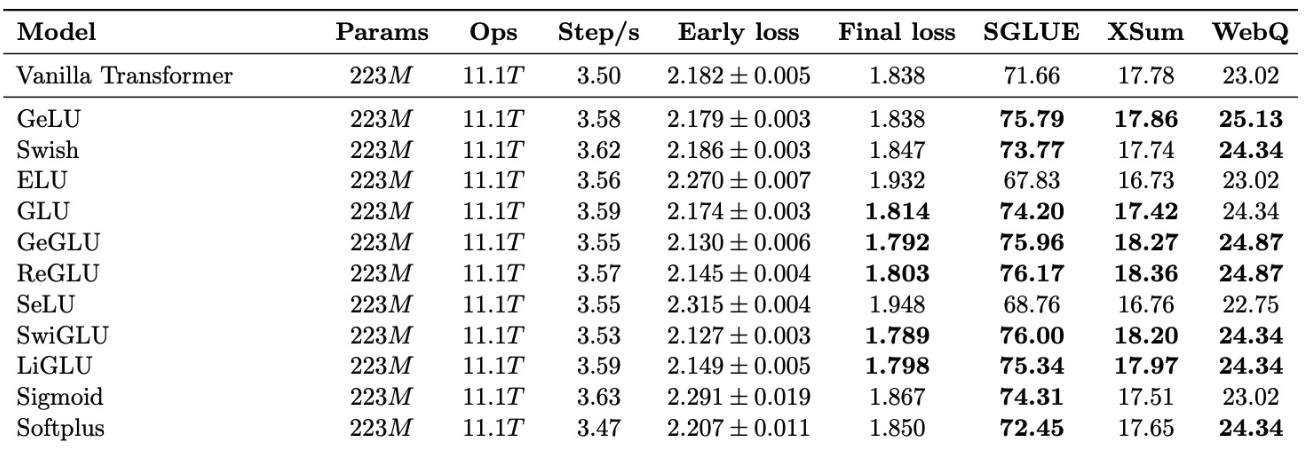 Model Params Ops Step/s Early loss Final loss SGLUE XSum WebQ
Vanilla Transformer 223M 11.1T 3.50 2.182 ± 0.005 1.838 71.66 17.78 23.02
GeLU 223M 11.1T 3.58 2.179 ± 0.003 1.838 75.79 17.86 25.13
Swish 223M 11.1T 3.62 2.186 ± 0.003 1.847 73.77 17.74 24.34
ELU 223M 11.1T 3.56 2.270 ± 0.007 1.932 67.83 16.73 23.02
GLU 223M 11.1T 3.59 2.174 ± 0.003 1.814 74.20 17.42 24.34
GeGLU 223M 11.1T 3.55 2.130 ± 0.006 1.792 75.96 18.27 24.87
ReGLU 223M 11.1T 3.57 2.145 ± 0.004 1.803 76.17 18.36 24.87
SeLU 223M 11.1T 3.55 2.315 ± 0.004 1.948 68.76 16.76 22.75
SwiGLU 223M 11.1T 3.53 2.127 ± 0.003 1.789 76.00 18.20 24.34
LiGLU 223M 11.1T 3.59 2.149 ± 0.005 1.798 75.34 17.97 24.34
Sigmoid 223M 11.1T 3.63 2.291 ± 0.019 1.867 74.31 17.51 23.02
Softplus 223M 11.1T 3.47 2.207 ± 0.011 1.850 72.45 17.65 24.34